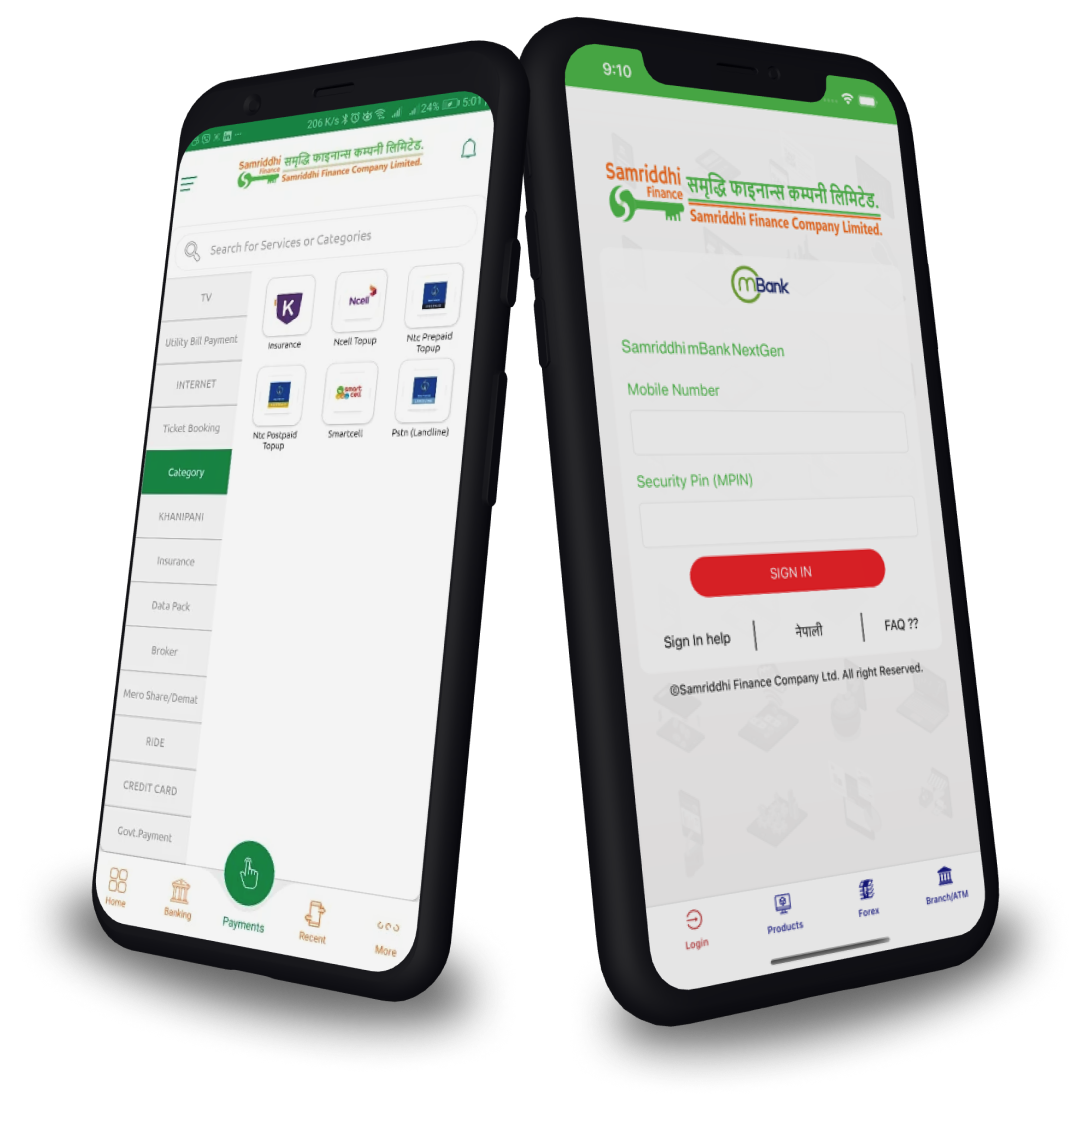 206 K/s 24% 5:01
Samriddhi
Finance
समृद्धि फाइनान्स कम्पनी लिमिटेड.
Samriddhi Finance Company Limited.
Search for Services or Categories
TV
Utility Bill Payment
INTERNET
Ticket Booking
Category
KHANIPANI
Insurance
Data Pack
Broker
Mero Share/Demat
RIDE
CREDIT CARD
Govt.Payment
K
Insurance
Ncell
Ncell Topup
Ntc Prepaid
Topup
Ntc Postpaid
Topup
smart
cell
Smartcell
Pstn (Landline)
Home
Banking
Payments
Recent
More
9:10
Samriddhi
Finance
समृद्धि फाइनान्स कम्पनी लिमिटेड.
Samriddhi Finance Company Limited.
mBank
Samriddhi mBank NextGen
Mobile Number
Security Pin (MPIN)
SIGN IN
Sign In help
नेपाली
FAQ ??
©Samriddhi Finance Company Ltd. All right Reserved.
Login
Products
Forex
Branch/ATM